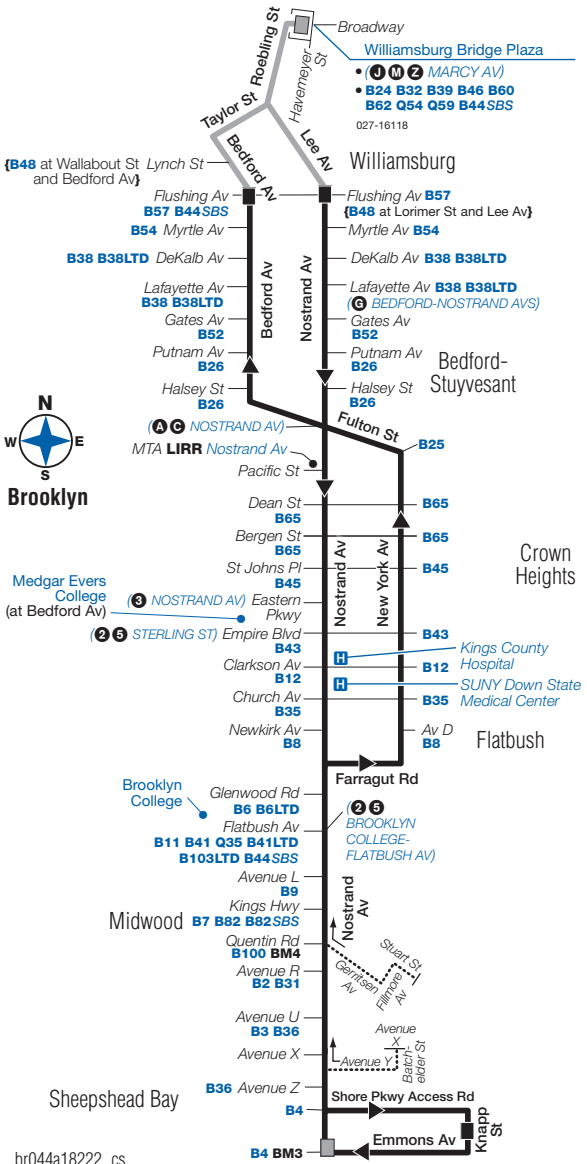 Broadway
Williamsburg Bridge Plaza
• (J M Z MARCY AV)
• B24 B32 B39 B46 B60
B62 Q54 Q59 B44SBS
027-16118
Roebling St
Havemeyer
St
Taylor St
Bedford Av
Lee Av
Williamsburg
{B48 at Wallabout St
and Bedford Av}
Lynch St
Flushing Av
B57 B44SBS
Flushing Av B57
{B48 at Lorimer St and Lee Av}
B54 Myrtle Av
Myrtle Av B54
B38 B38LTD DeKalb Av
DeKalb Av B38 B38LTD
Lafayette Av
B38 B38LTD
Lafayette Av B38 B38LTD
(G BEDFORD-NOSTRAND AVS)
Bedford Av
Nostrand Av
Gates Av
B52
Gates Av
B52
Putnam Av
B26
Putnam Av
B26
Bedford-
Stuyvesant
Halsey St
B26
Halsey St
B26
N
W
E
S
Brooklyn
(A C NOSTRAND AV)
Fulton St
B25
MTA LIRR Nostrand Av
Pacific St
Dean St
B65
B65
Bergen St
B65
B65
St Johns Pl
B45
B45
Nostrand Av
New York Av
Crown
Heights
Medgar Evers
College
(at Bedford Av)
(3 NOSTRAND AV) Eastern
Pkwy
(2 5 STERLING ST) Empire Blvd
B43
B43
H
Kings County
Hospital
Clarkson Av
B12
B12
H
SUNY Down State
Medical Center
Church Av
B35
B35
Newkirk Av
B8
Av D
B8
Flatbush
Farragut Rd
Glenwood Rd
B6 B6LTD
Brooklyn
College
Flatbush Av
B11 B41 Q35 B41LTD
B103LTD B44SBS
(2 5
BROOKLYN
COLLEGE-
FLATBUSH AV)
Avenue L
B9
Nostrand
Av
Midwood
Kings Hwy
B7 B82 B82SBS
Quentin Rd
B100 BM4
Gerritsen
Av
Fillmore
Av
Stuart St
Avenue R
B2 B31
Avenue U
B3 B36
Avenue X
Avenue
X
Avenue Y
Batch-
elder St
Sheepshead Bay
B36 Avenue Z
B4
Shore Pkwy Access Rd
Knapp
St
Emmons Av
B4 BM3
br044a18222_cs